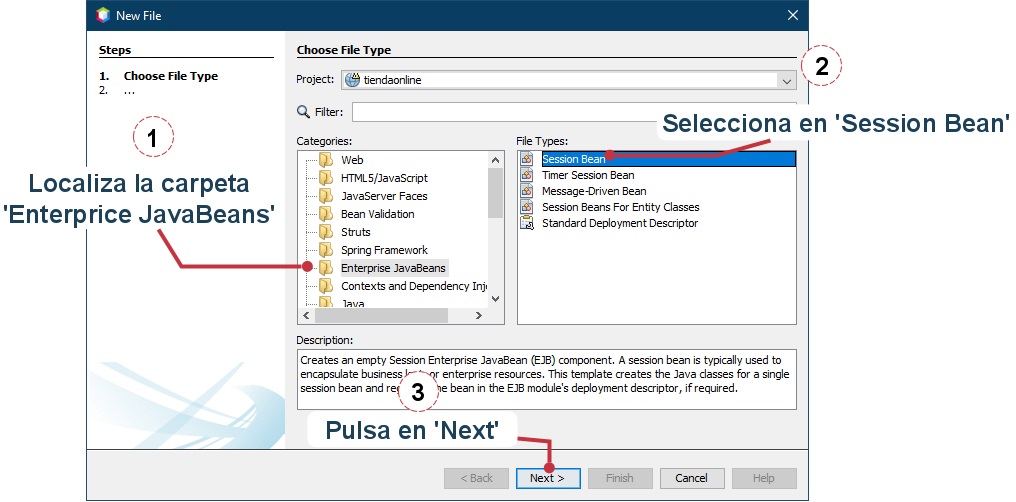 New File
Steps
1. Choose File Type
2. ...
Choose File Type
Project: tiendaonline
Filter:
Categories:
Web
HTML5/JavaScript
JavaServer Faces
Bean Validation
Struts
Spring Framework
Enterprise JavaBeans
Contexts and Dependency Inj
Java
File Types:
Session Bean
Timer Session Bean
Message-Driven Bean
Session Beans For Entity Classes
Standard Deployment Descriptor
Description:
Creates an empty Session Enterprise JavaBean (EJB) component. A session bean is typically used to
encapsulate business or enterprise resources. This template creates the Java classes for a single
session bean and the bean in the EJB module's deployment descriptor, if required.
< Back
Next >
Finish
Cancel
Help
1
Localiza la carpeta
'Enterprice JavaBeans'
2
Selecciona en 'Session Bean'
3
Pulsa en 'Next'